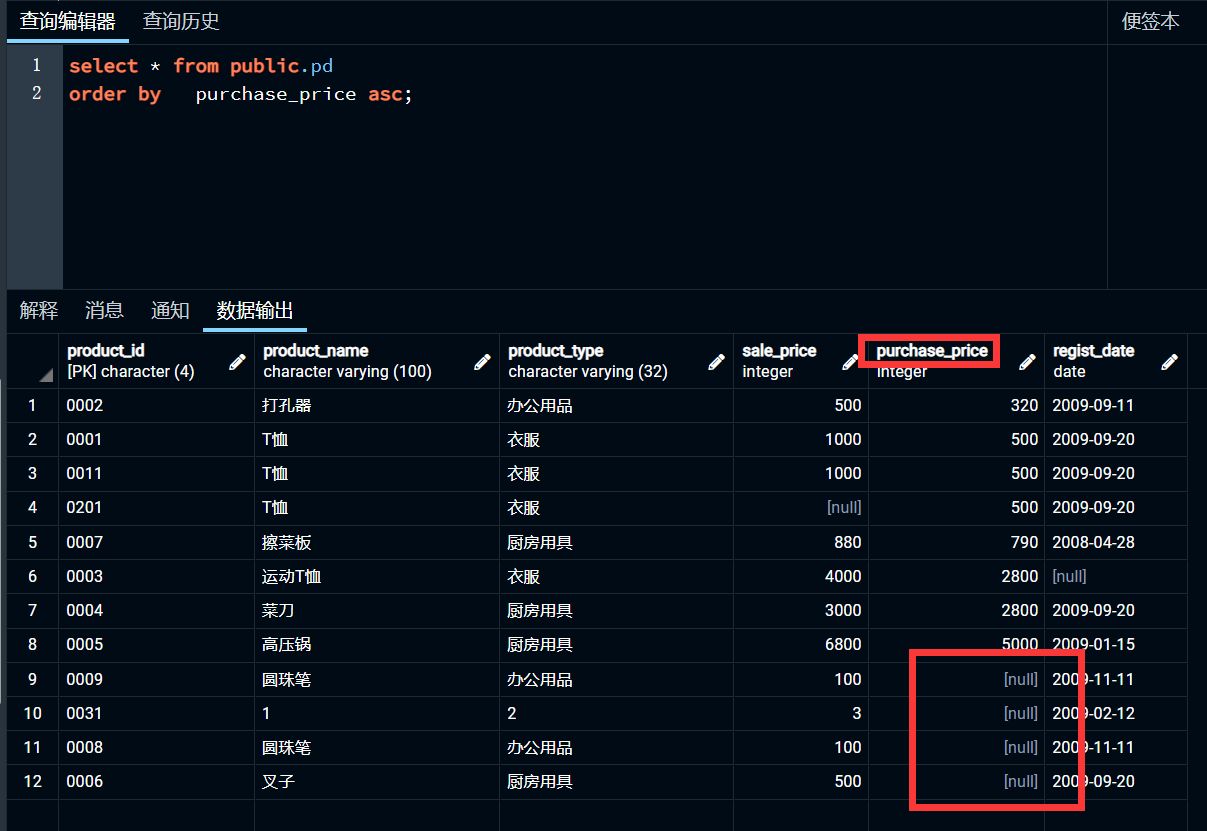 查询编辑器 查询历史 便签本
1 select * from public.pd
2 order by purchase_price asc;
解释 消息 通知 数据输出
product_id product_name product_type sale_price purchase_price regist_date
[PK] character (4) character varying (100) character varying (32) integer integer date
1 0002 打孔器 办公用品 500 320 2009-09-11
2 0001 T恤 衣服 1000 500 2009-09-20
3 0011 T恤 衣服 1000 500 2009-09-20
4 0201 T恤 衣服 [null] 500 2009-09-20
5 0007 擦菜板 厨房用具 880 790 2008-04-28
6 0003 运动T恤 衣服 4000 2800 [null]
7 0004 菜刀 厨房用具 3000 2800 2009-09-20
8 0005 高压锅 厨房用具 6800 5000 2009-01-15
9 0009 圆珠笔 办公用品 100 [null] 2009-11-11
10 0031 1 2 3 [null] 2009-02-12
11 0008 圆珠笔 办公用品 100 [null] 2009-11-11
12 0006 叉子 厨房用具 500 [null] 2009-09-20